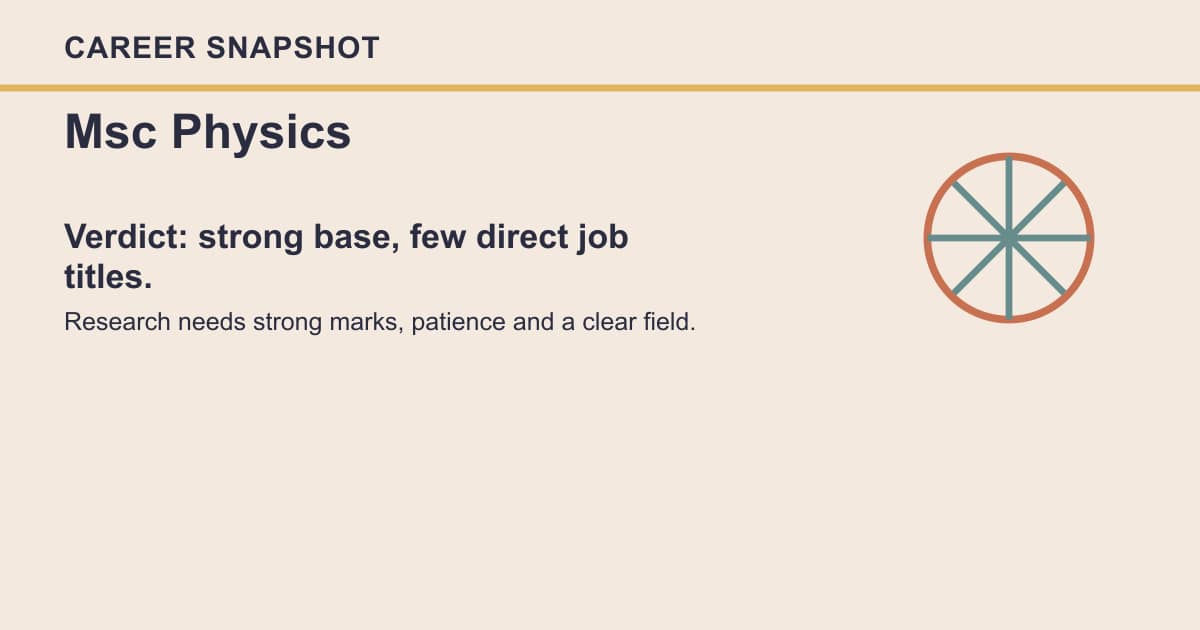 CAREER SNAPSHOT
Msc Physics
Verdict: strong base, few direct job
titles.
Research needs strong marks, patience and a clear field.